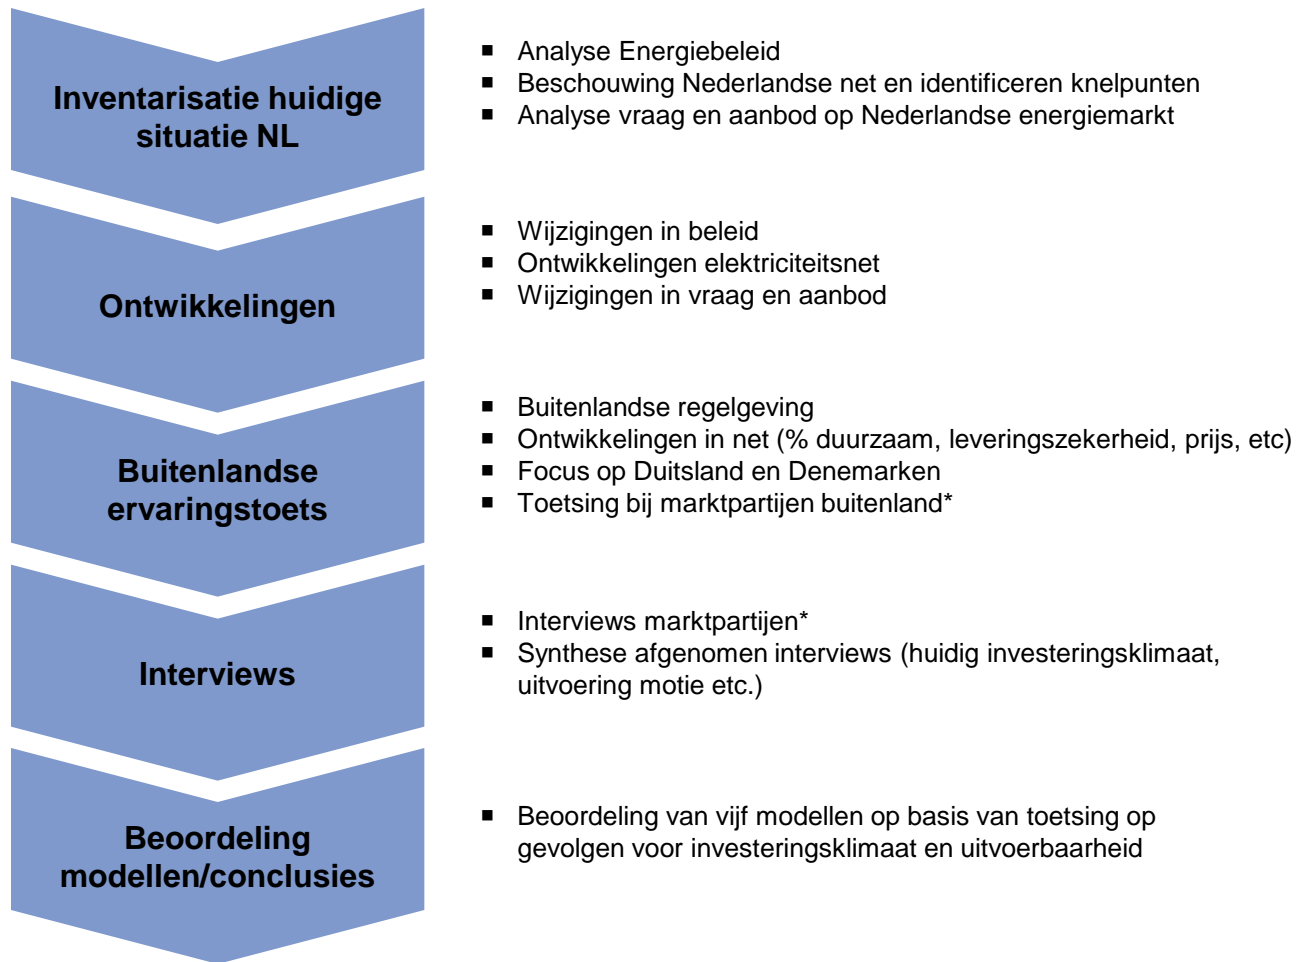 Inventarisatie huidige
situatie NL
▪ Analyse Energiebeleid
▪ Beschouwing Nederlandse net en identificeren knelpunten
▪ Analyse vraag en aanbod op Nederlandse energiemarkt
Ontwikkelingen
▪ Wijzigingen in beleid
▪ Ontwikkelingen elektriciteitsnet
▪ Wijzigingen in vraag en aanbod
Buitenlandse
ervaringstoets
▪ Buitenlandse regelgeving
▪ Ontwikkelingen in net (% duurzaam, leveringszekerheid, prijs, etc)
▪ Focus op Duitsland en Denemarken
▪ Toetsing bij marktpartijen buitenland*
Interviews
▪ Interviews marktpartijen*
▪ Synthese afgenomen interviews (huidig investeringsklimaat,
uitvoering motie etc.)
Beoordeling
modellen/conclusies
▪ Beoordeling van vijf modellen op basis van toetsing op
gevolgen voor investeringsklimaat en uitvoerbaarheid